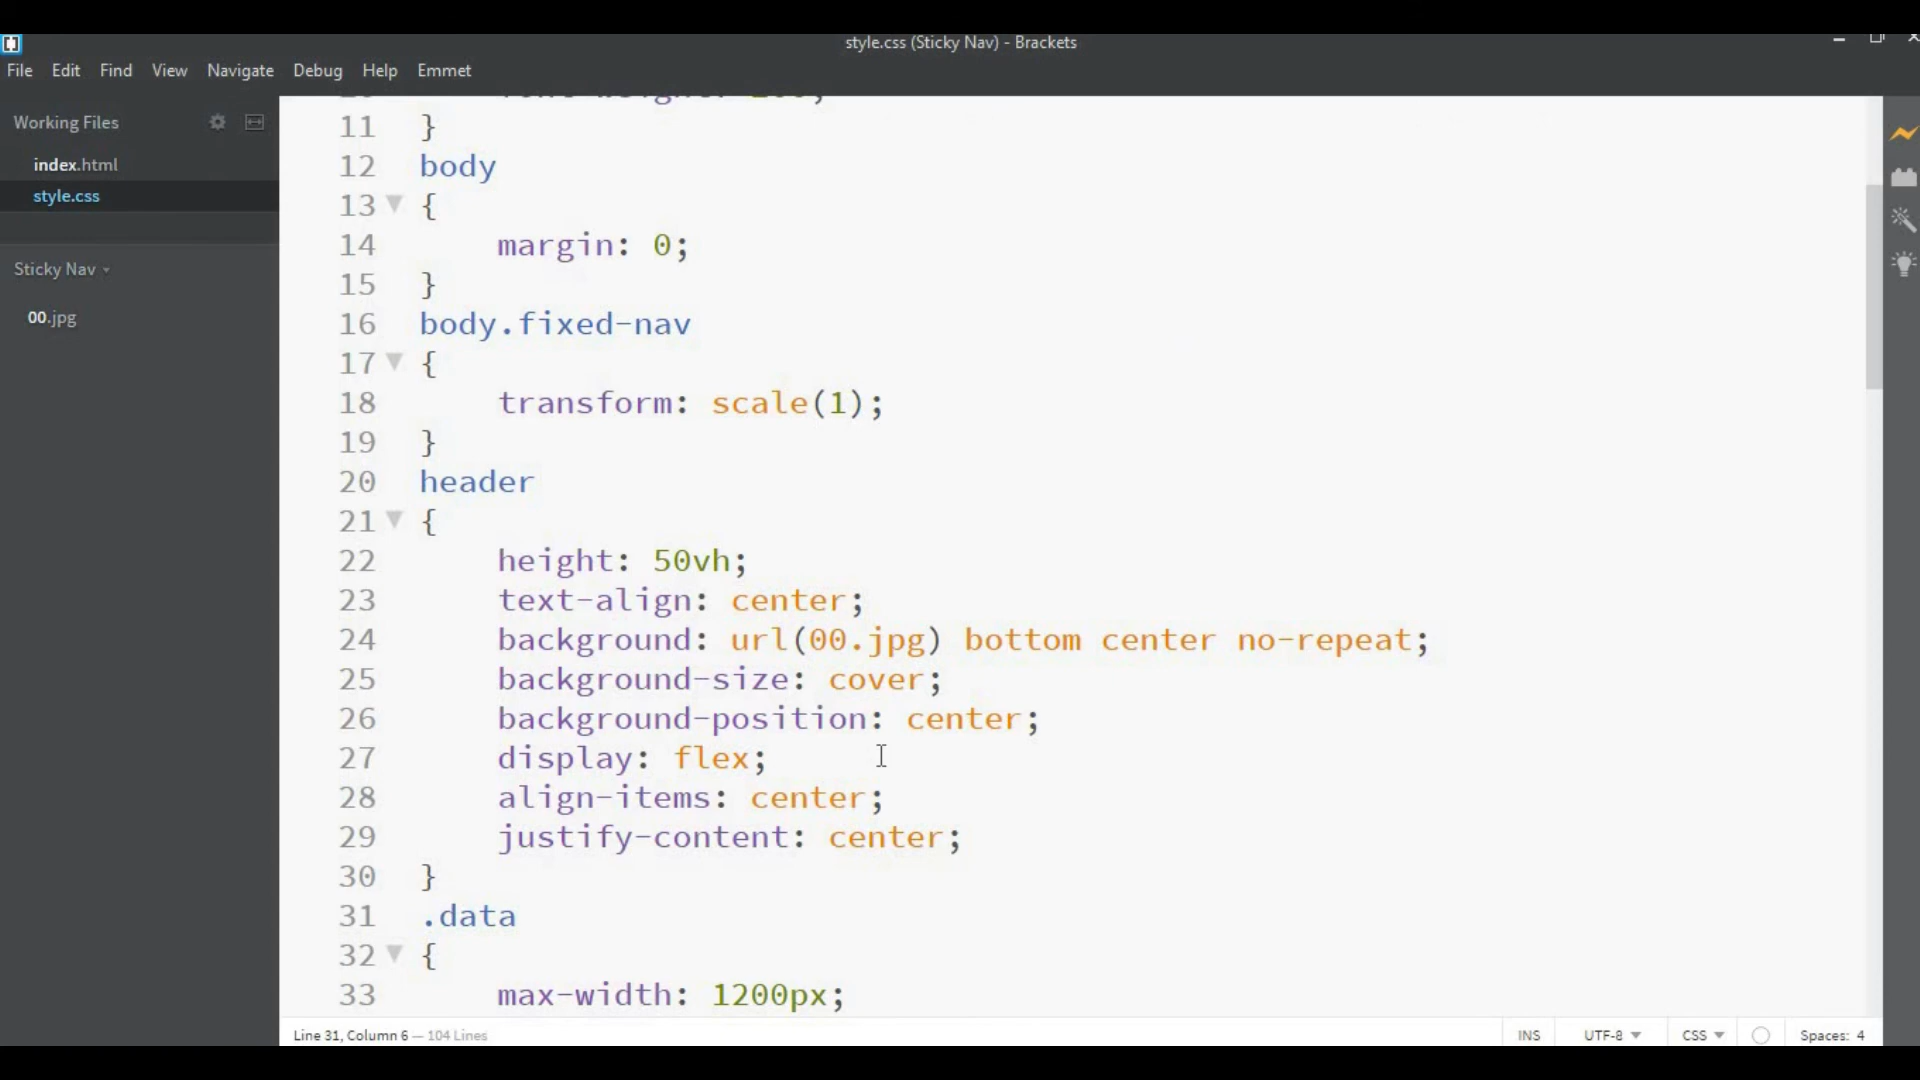 style.css (Sticky Nav) - Brackets
File Edit Find View Navigate Debug Help Emmet
Working Files
index.html
style.css
Sticky Nav
00.jpg
11 }
12 body
13 {
14 margin: 0;
15 }
16 body.fixed-nav
17 {
18 transform: scale(1);
19 }
20 header
21 {
22 height: 50vh;
23 text-align: center;
24 background: url(00.jpg) bottom center no-repeat;
25 background-size: cover;
26 background-position: center;
27 display: flex;
28 align-items: center;
29 justify-content: center;
30 }
31 .data
32 {
33 max-width: 1200px;
Line 31, Column 6 — 104 Lines
INS UTF-8 CSS Spaces: 4